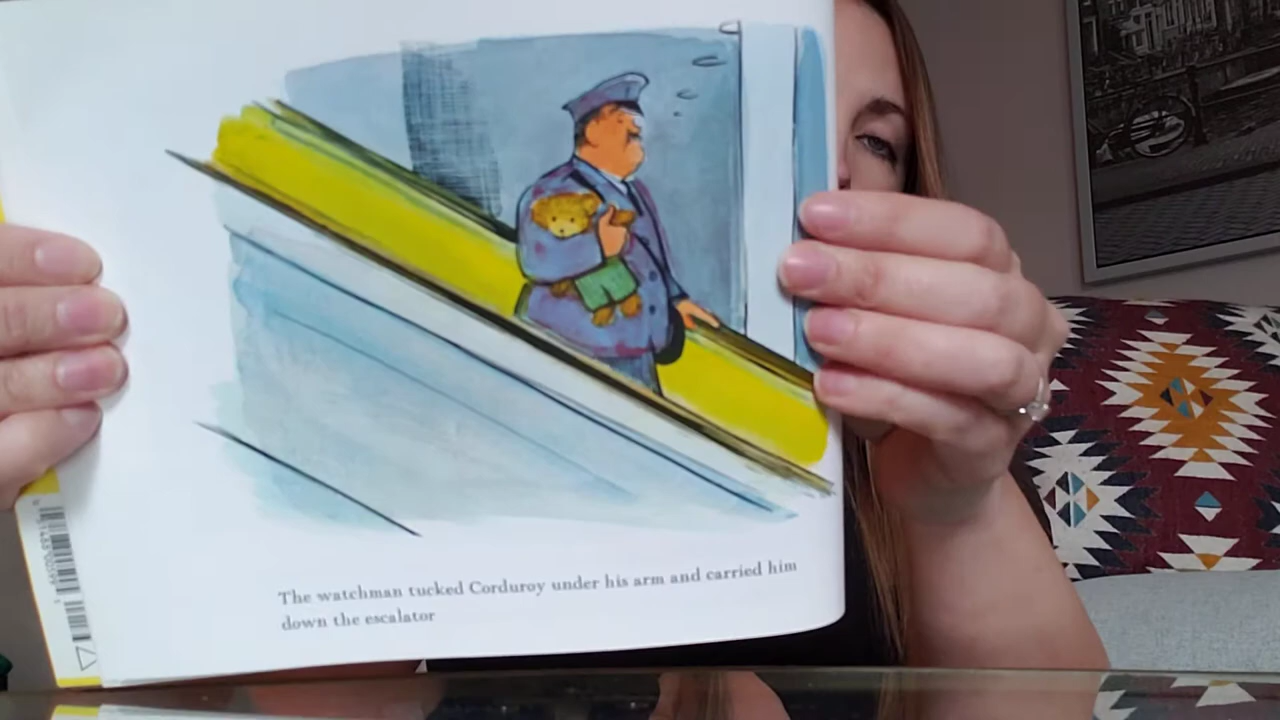 The watchman tucked Corduroy under his arm and carried him
down the escalator